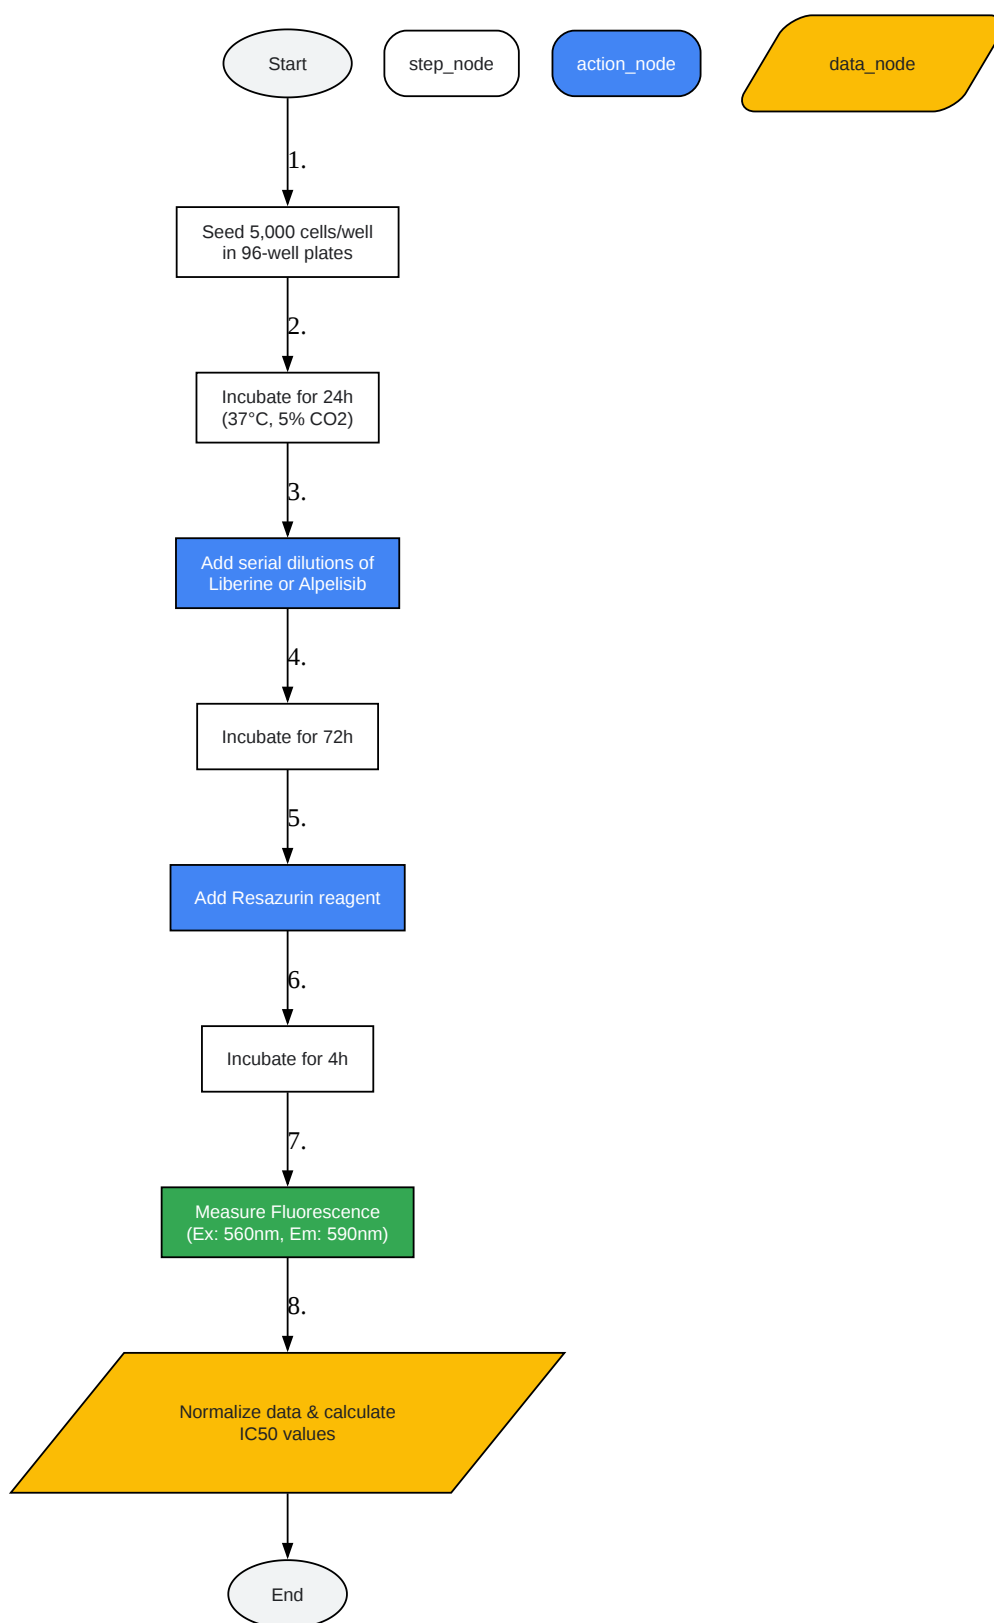 Start
step_node
action_node
data_node
1.
Seed 5,000 cells/well
in 96-well plates
2.
Incubate for 24h
(37°C, 5% CO2)
3.
Add serial dilutions of
Liberine or Alpelisib
4.
Incubate for 72h
5.
Add Resazurin reagent
6.
Incubate for 4h
7.
Measure Fluorescence
(Ex: 560nm, Em: 590nm)
8.
Normalize data & calculate
IC50 values
End